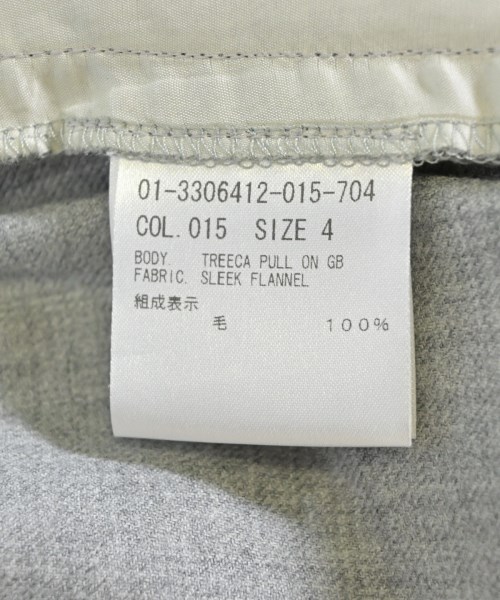 01-3306412-015-704
COL. 015 SIZE 4
BODY. TREECA PULL ON GB
FABRIC. SLEEK FLANNEL
組成表示
毛 100%